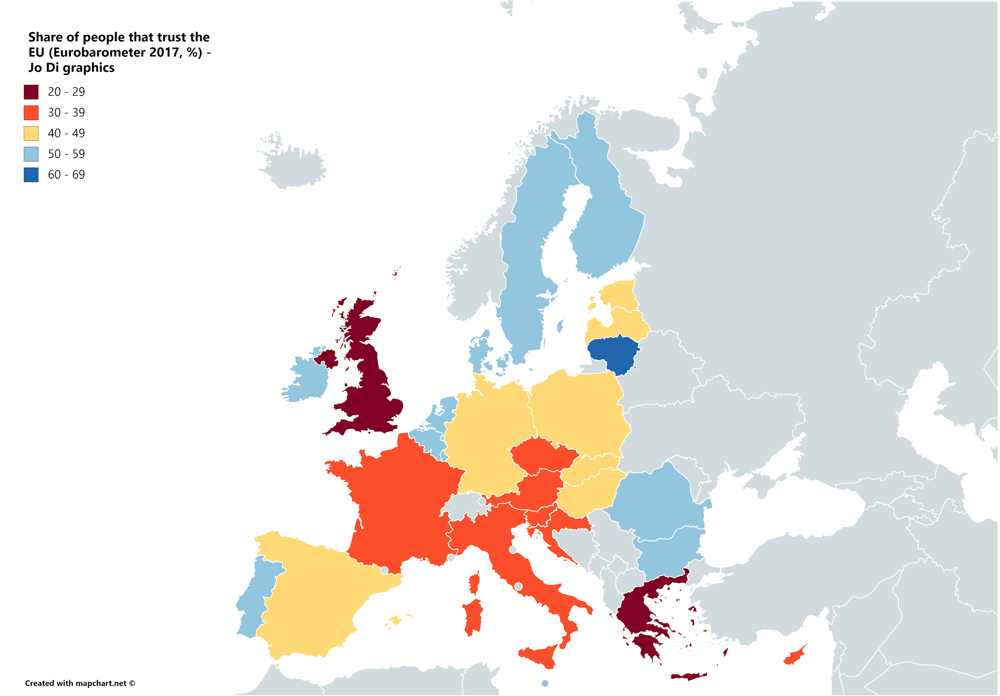 Share of people that trust the
EU (Eurobarometer 2017, %) -
Jo Di graphics
20 - 29
30 - 39
40 - 49
50 - 59
60 - 69
Created with mapchart.net ©